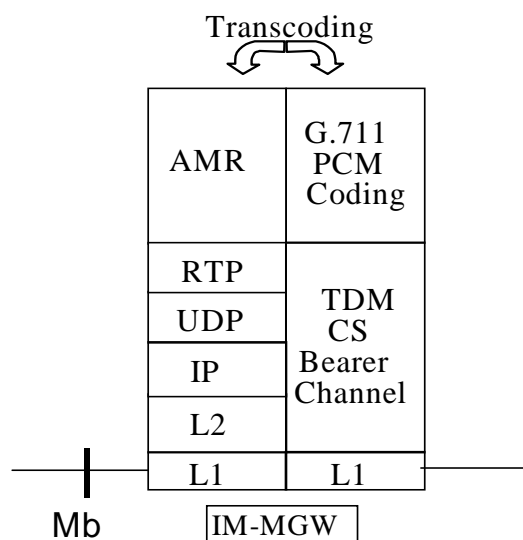 Transcoding
AMR
G.711
PCM
Coding
RTP
UDP
IP
L2
TDM
CS
Bearer
Channel
L1
L1
Mb
IM-MGW